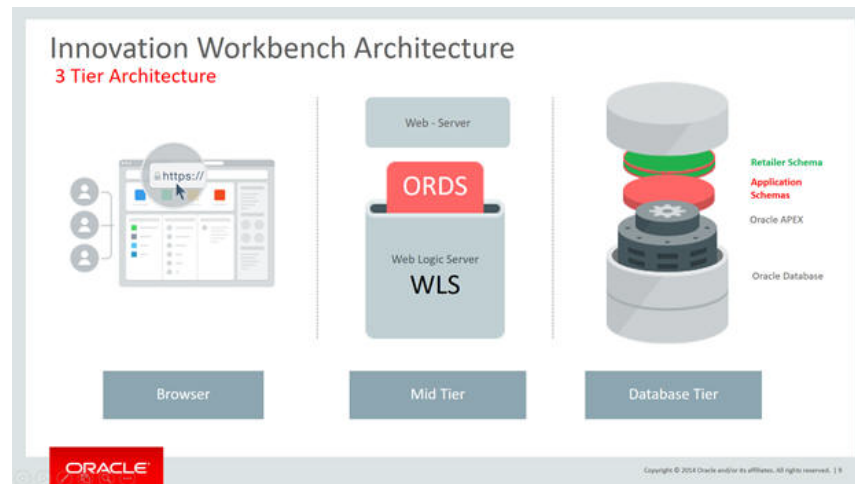 Innovation Workbench Architecture
3 Tier Architecture
https://
Web - Server
ORDS
Web Logic Server
WLS
Retailer Schema
Application
Schemas
Oracle APEX
Oracle Database
Browser
Mid Tier
Database Tier
ORACLE
Copyright © 2014 Oracle and/or its affiliates. All rights reserved. | 9